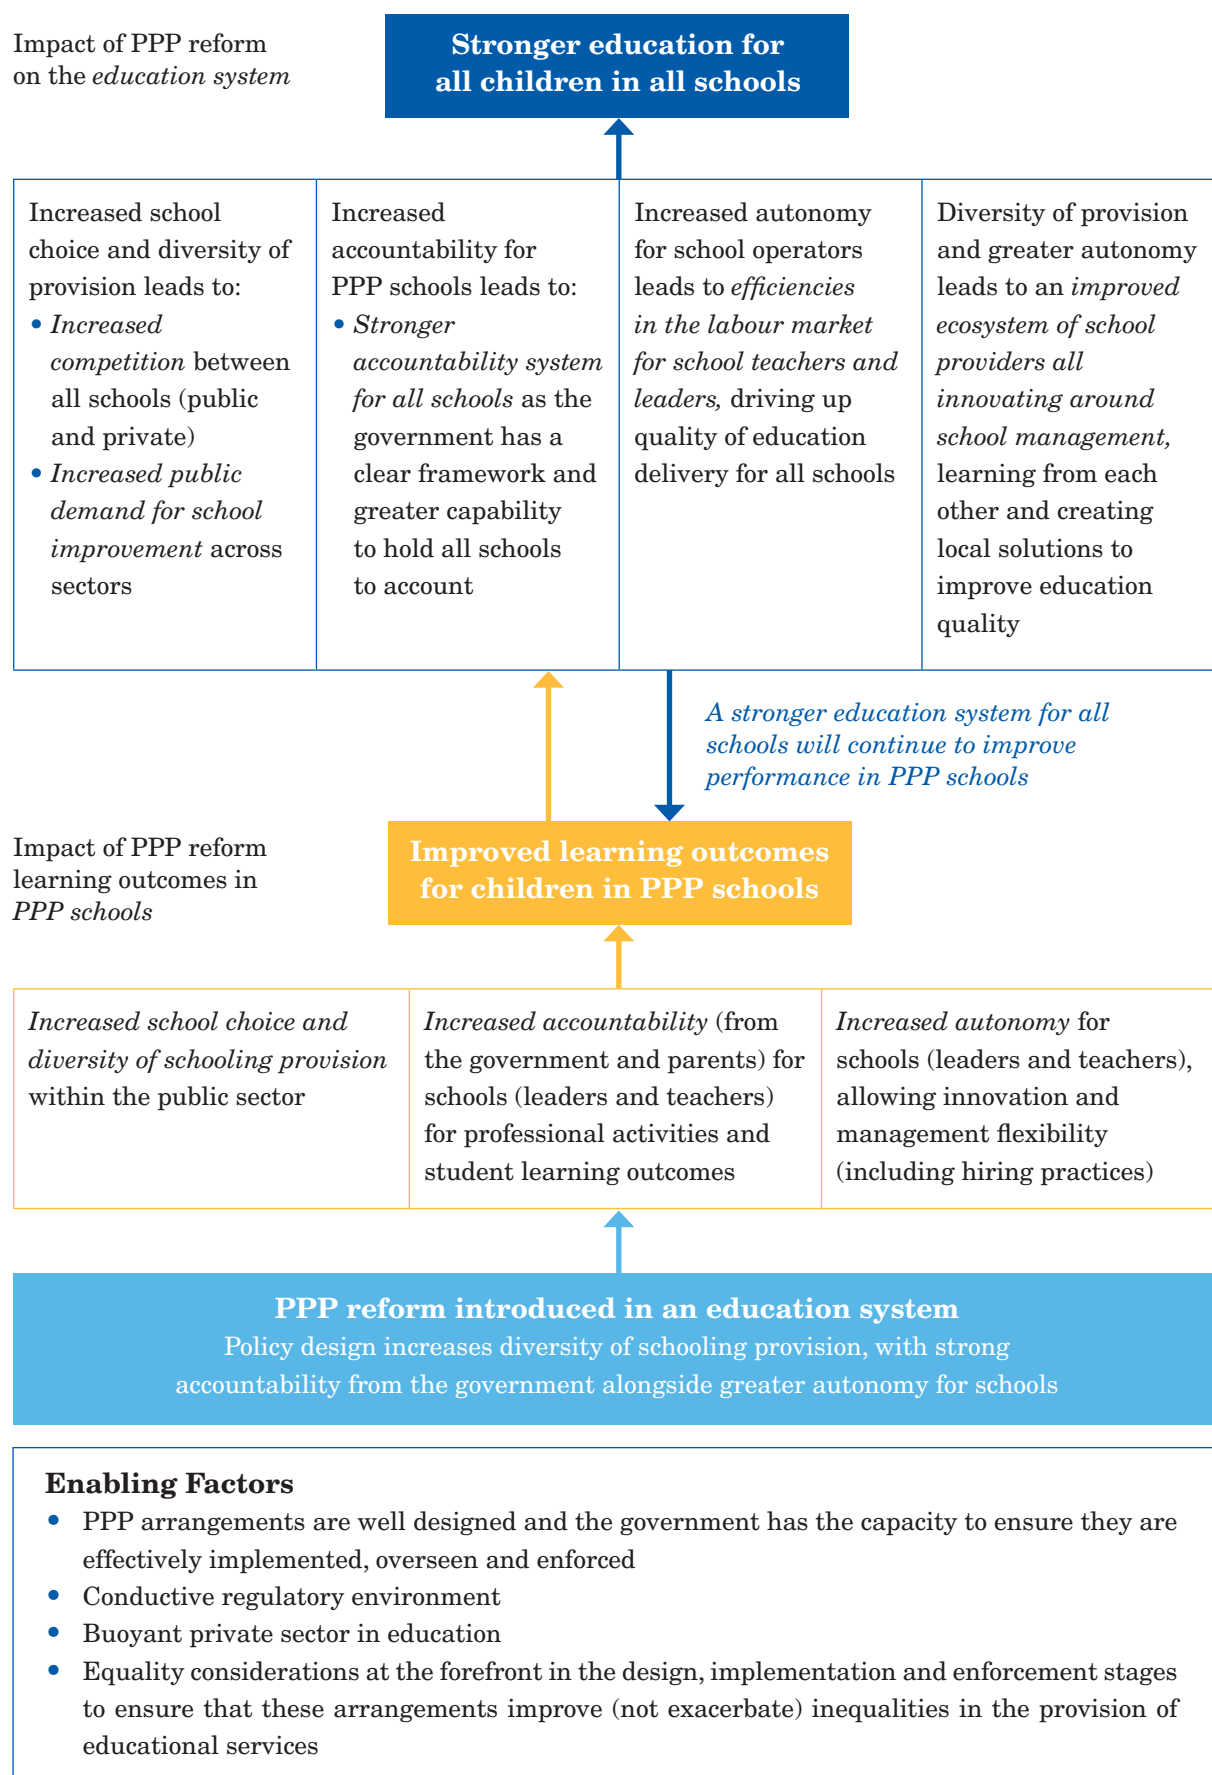 Impact of PPP reform
on the education system
Stronger education for
all children in all schools
Increased school
choice and diversity of
provision leads to:
• Increased
competition between
all schools (public
and private)
• Increased public
demand for school
improvement across
sectors
Increased
accountability for
PPP schools leads to:
• Stronger
accountability system
for all schools as the
government has a
clear framework and
greater capability
to hold all schools
to account
Increased autonomy
for school operators
leads to efficiencies
in the labour market
for school teachers and
leaders, driving up
quality of education
delivery for all schools
Diversity of provision
and greater autonomy
leads to an improved
ecosystem of school
providers all
innovating around
school management,
learning from each
other and creating
local solutions to
improve education
quality
A stronger education system for all
schools will continue to improve
performance in PPP schools
Impact of PPP reform
learning outcomes in
PPP schools
Improved learning outcomes
for children in PPP schools
Increased school choice and
diversity of schooling provision
within the public sector
Increased accountability (from
the government and parents) for
schools (leaders and teachers)
for professional activities and
student learning outcomes
Increased autonomy for
schools (leaders and teachers),
allowing innovation and
management flexibility
(including hiring practices)
PPP reform introduced in an education system
Policy design increases diversity of schooling provision, with strong
accountability from the government alongside greater autonomy for schools
Enabling Factors
• PPP arrangements are well designed and the government has the capacity to ensure they are
effectively implemented, overseen and enforced
• Conductive regulatory environment
• Buoyant private sector in education
• Equality considerations at the forefront in the design, implementation and enforcement stages
to ensure that these arrangements improve (not exacerbate) inequalities in the provision of
educational services